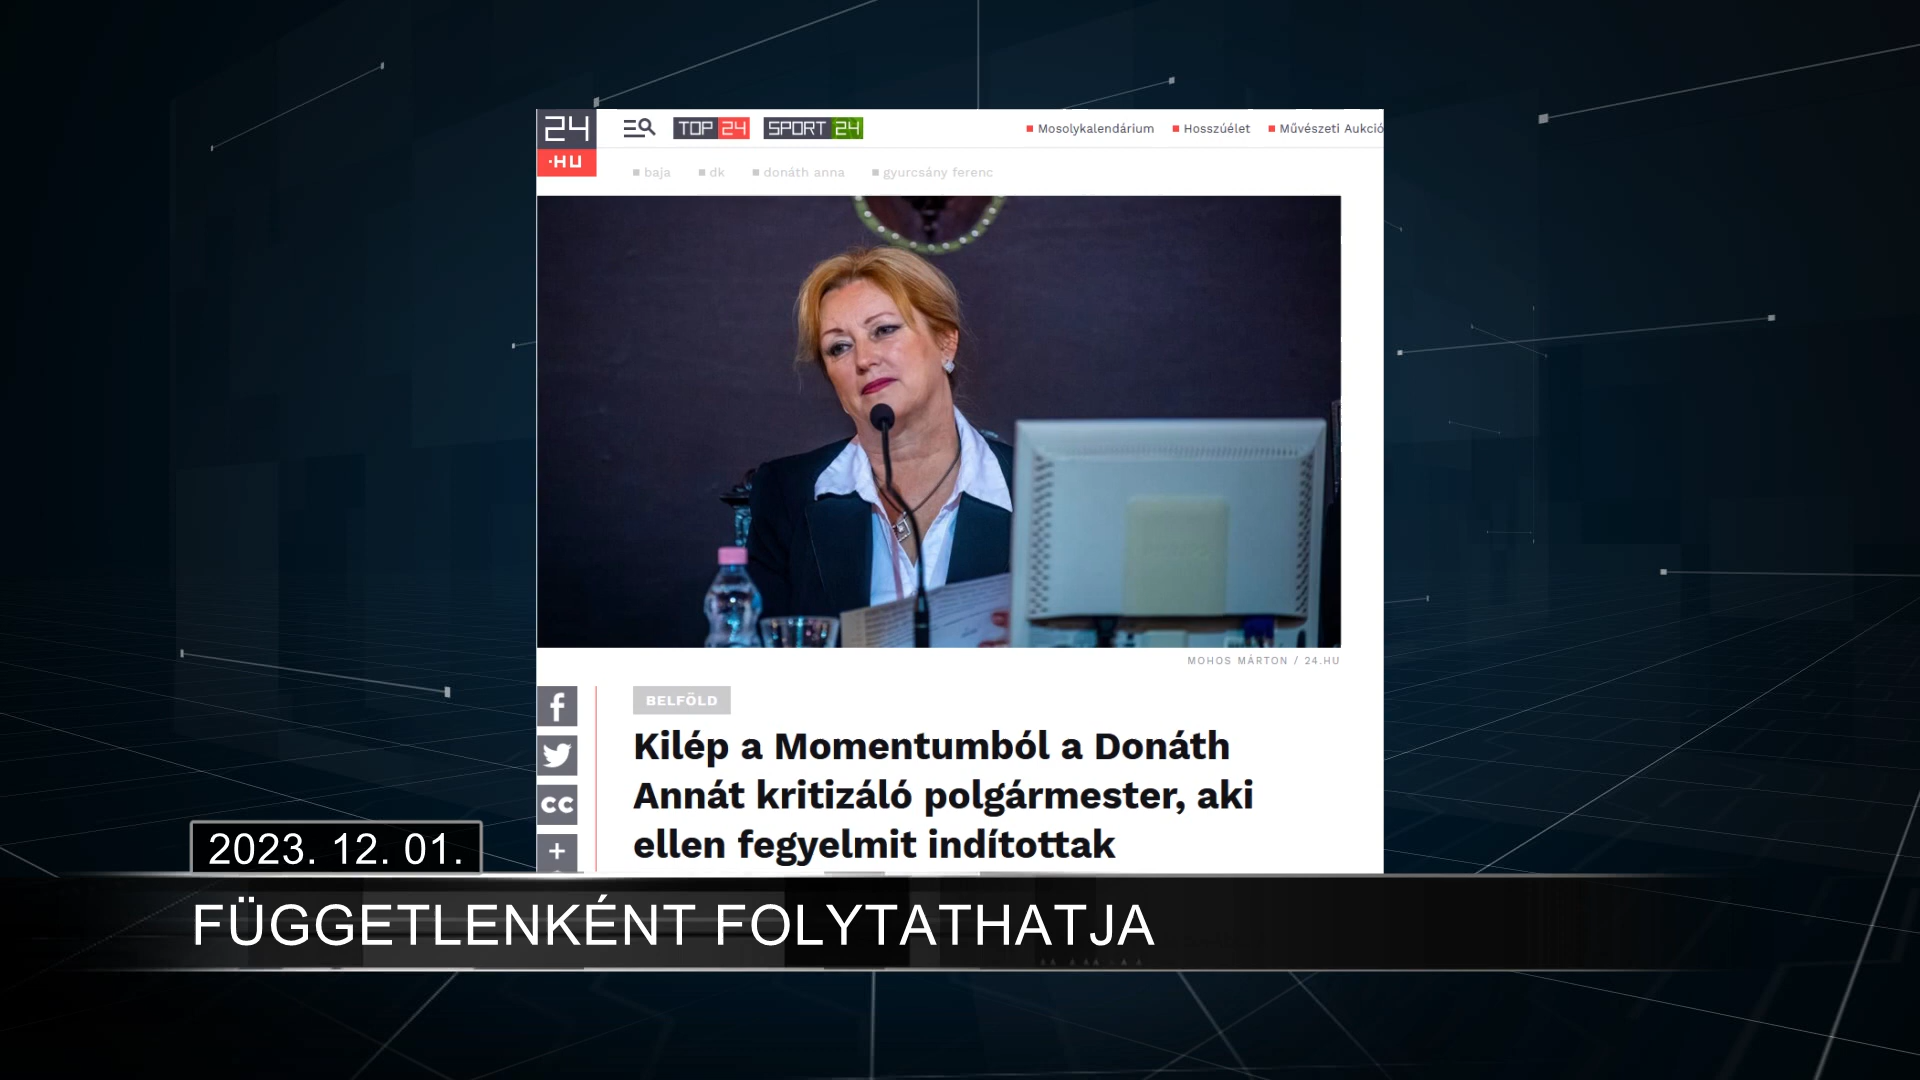 24
.HU
TOP 24
SPORT 24
Mosolykalendárium
Hosszúélet
Művészeti Aukció
baja
dk
donáth anna
gyurcsány ferenc
MOHOS MÁRTON / 24.HU
BELFÖLD
Kilép a Momentumból a Donáth
Annát kritizáló polgármester, aki
ellen fegyelmit indítottak
f
cc
+
2023. 12. 01.
FÜGGETLENKÉNT FOLYTATHATJA